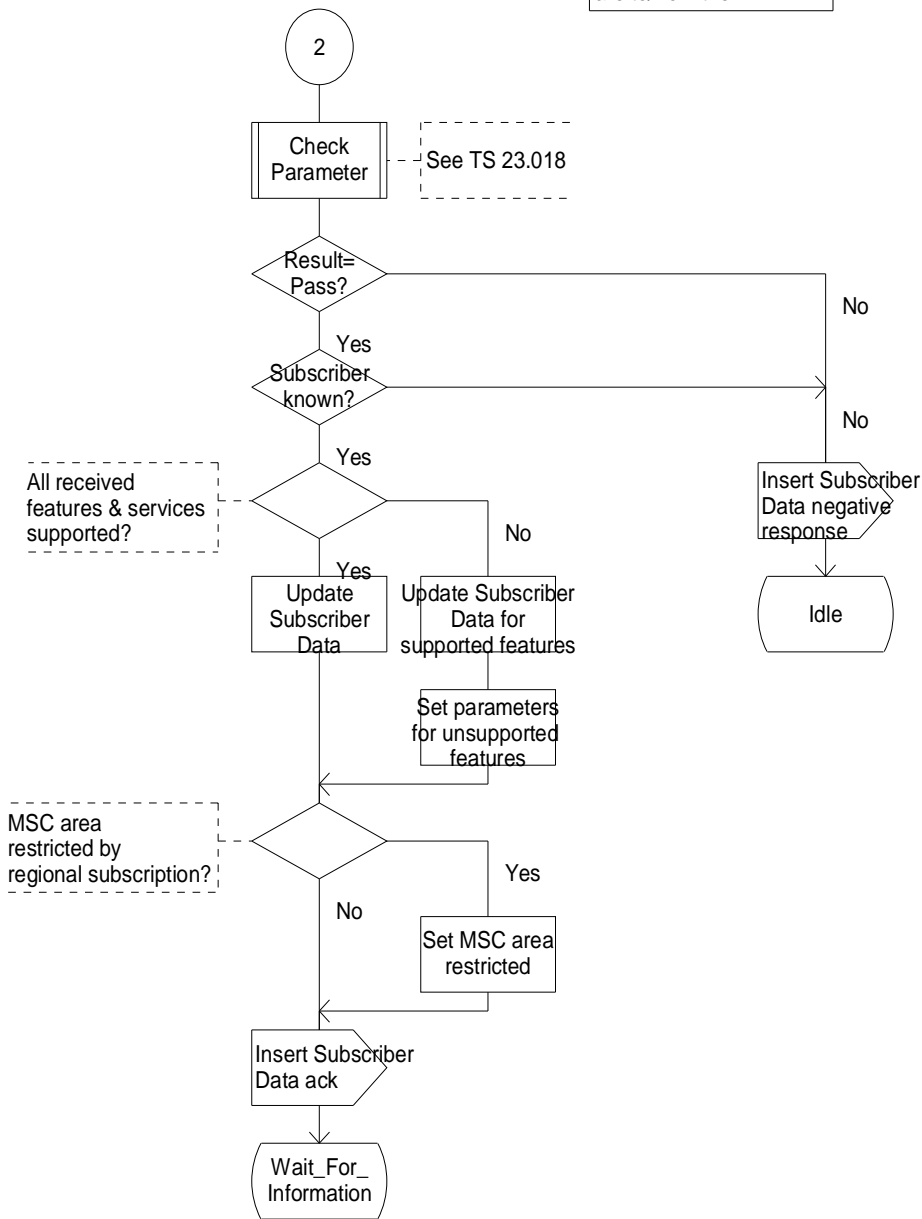 2
Check
Parameter
See TS 23.018
Result=
Pass?
No
Yes
Subscriber
known?
No
Yes
All received
features & services
supported?
No
Yes
Insert Subscriber
Data negative
response
Update
Subscriber
Data
Update Subscriber
Data for
supported features
Idle
Set parameters
for unsupported
features
MSC area
restricted by
regional subscription?
Yes
No
Set MSC area
restricted
Insert Subscriber
Data ack
Wait_For_
Information